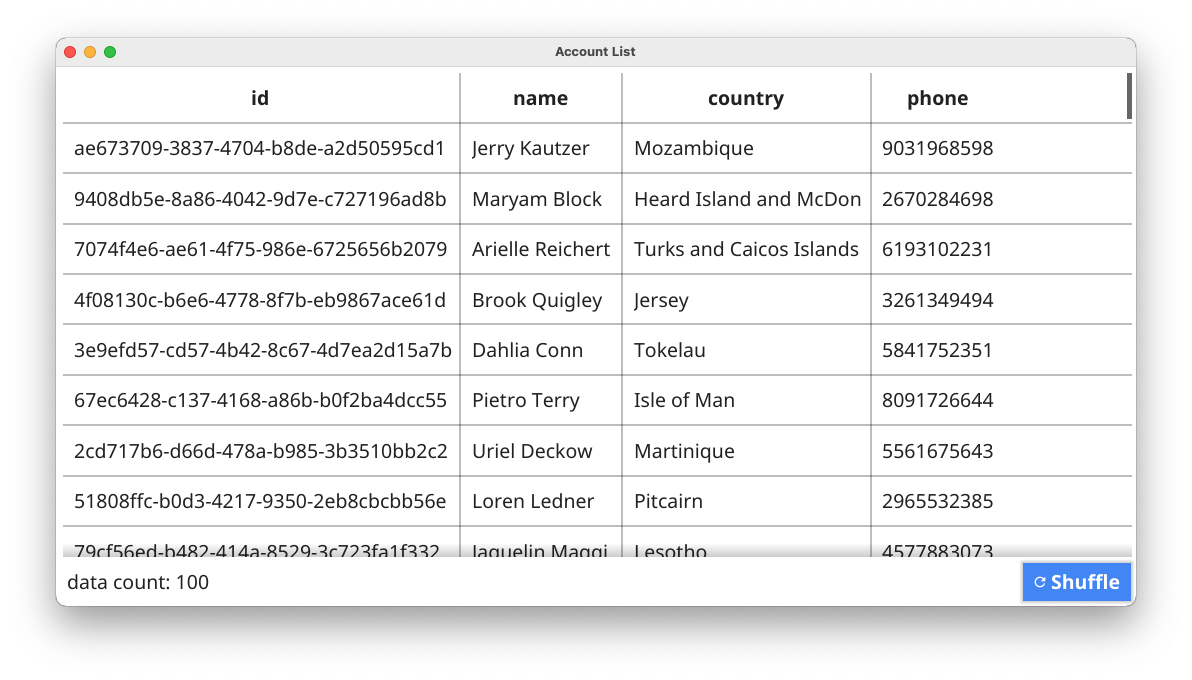 Account List
id name country phone
ae673709-3837-4704-b8de-a2d50595cd1 Jerry Kautzer Mozambique 9031968598
9408db5e-8a86-4042-9d7e-c727196ad8b Maryam Block Heard Island and McDon 2670284698
7074f4e6-ae61-4f75-986e-6725656b2079 Arielle Reichert Turks and Caicos Islands 6193102231
4f08130c-b6e6-4778-8f7b-eb9867ace61d Brook Quigley Jersey 3261349494
3e9efd57-cd57-4b42-8c67-4d7ea2d15a7b Dahlia Conn Tokelau 5841752351
67ec6428-c137-4168-a86b-b0f2ba4dcc55 Pietro Terry Isle of Man 8091726644
2cd717b6-d66d-478a-b985-3b3510bb2c2 Uriel Deckow Martinique 5561675643
51808ffc-b0d3-4217-9350-2eb8cbcbb56e Loren Ledner Pitcairn 2965532385
79cf56ed-b482-414a-8529-3c723fa1f332 Jaquelin Maggi Lesotho 4577883073
data count: 100 Shuffle